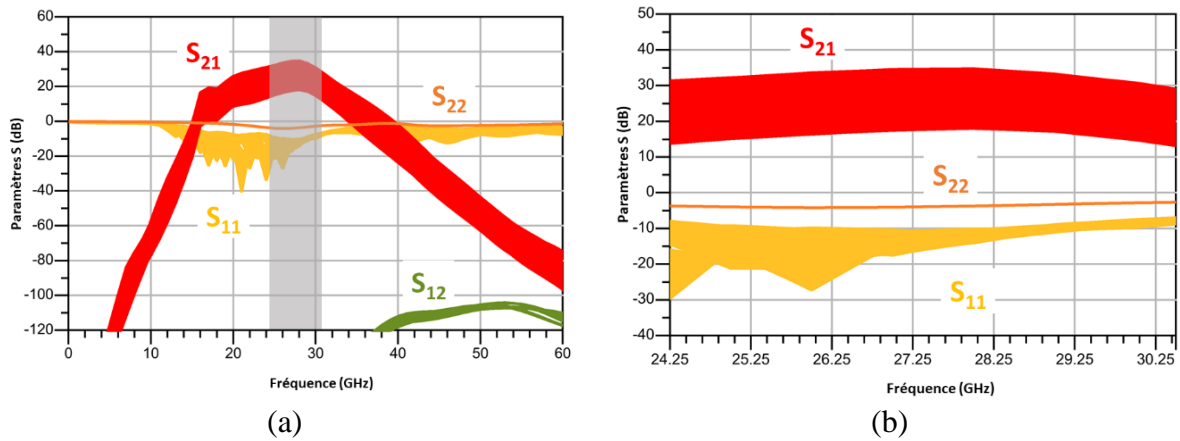 60
40
20
0
-20
-40
-60
-80
-100
-120
Paramètres S (dB)
S21
S22
S11
S12
0 10 20 30 40 50 60
Fréquence (GHz)
(a)
50
40
30
20
10
0
-10
-20
-30
-40
Paramètres S (dB)
S21
S22
S11
24.25 25.25 26.25 27.25 28.25 29.25 30.25
Fréquence (GHz)
(b)